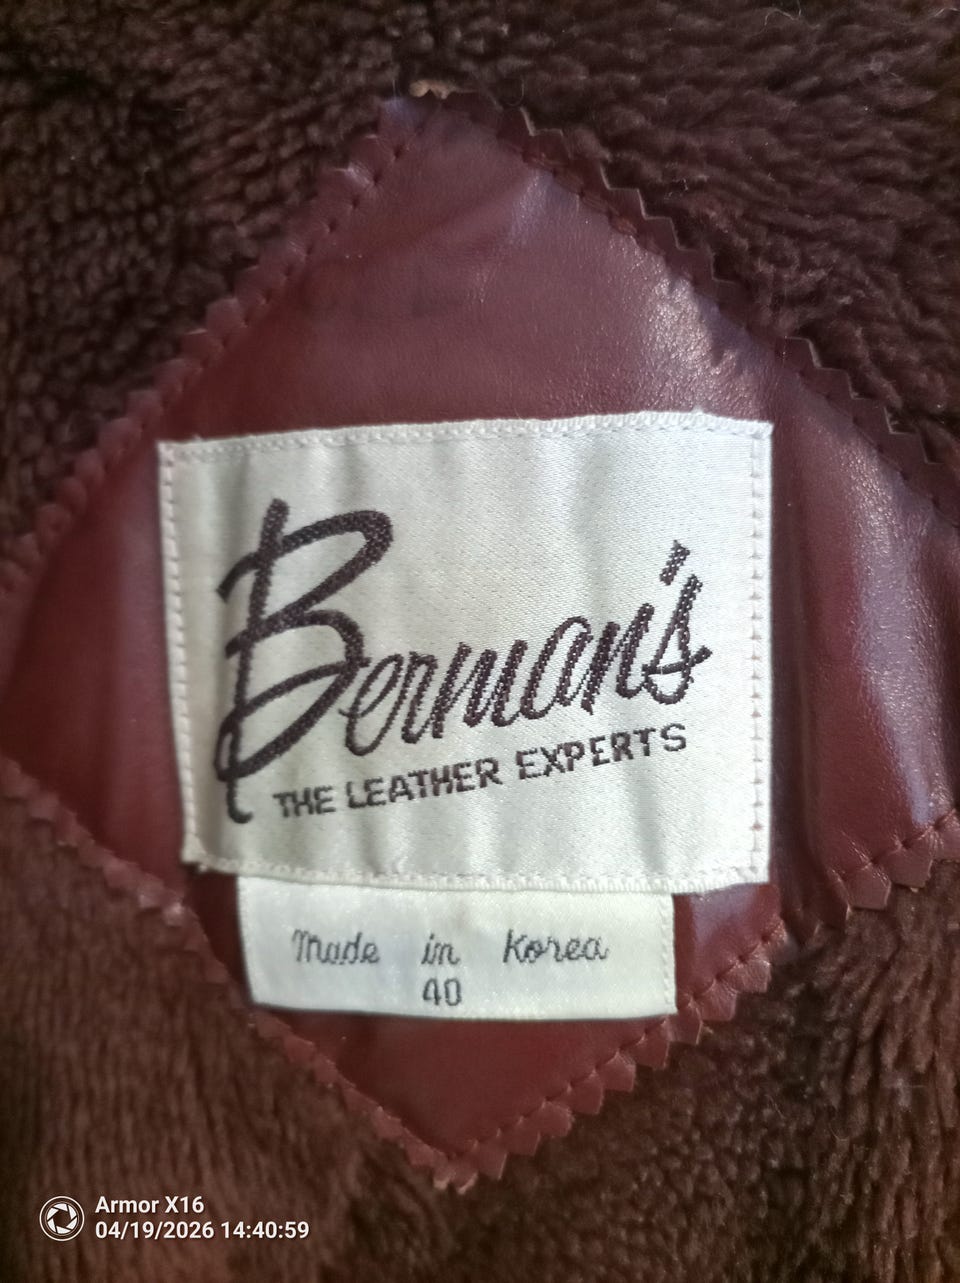 Berman's
THE LEATHER EXPERTS
Made in Korea
40
Armor X16
04/19/2026 14:40:59